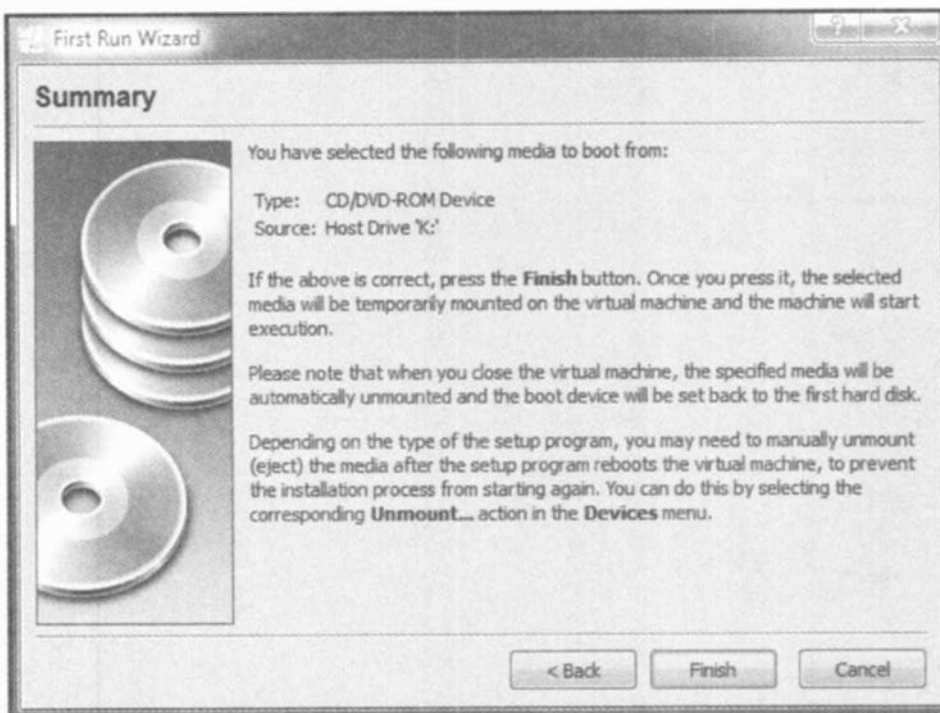 First Run Wizard
Summary
You have selected the following media to boot from:
Type: CD/DVD-ROM Device
Source: Host Drive 'K:'
If the above is correct, press the Finish button. Once you press it, the selected
media will be temporarily mounted on the virtual machine and the machine will start
execution.
Please note that when you close the virtual machine, the specified media will be
automatically unmounted and the boot device will be set back to the first hard disk.
Depending on the type of the setup program, you may need to manually unmount
(eject) the media after the setup program reboots the virtual machine, to prevent
the installation process from starting again. You can do this by selecting the
corresponding Unmount... action in the Devices menu.
< Back Finish Cancel